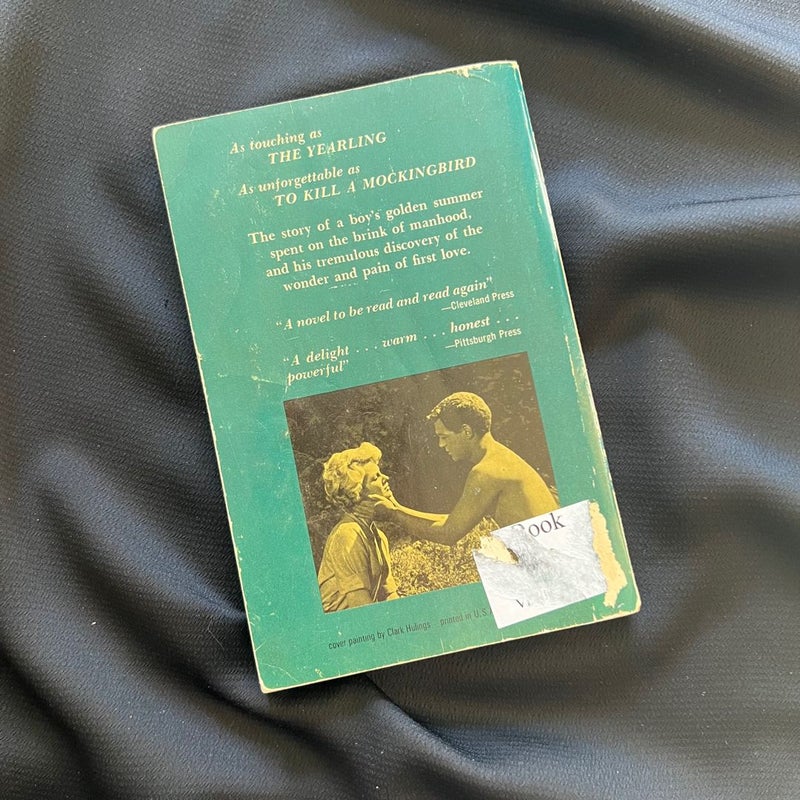 As touching as
THE YEARLING
As unforgettable as
TO KILL A MOCKINGBIRD
The story of a boy's golden summer
spent on the brink of manhood,
and his tremulous discovery of the
wonder and pain of first love.
"A novel to be read and read again"
—Cleveland Press
"A delight . . . warm . . . honest . . .
powerful"
—Pittsburgh Press
ook
cover painting by Clark Hulings printed in U.S.